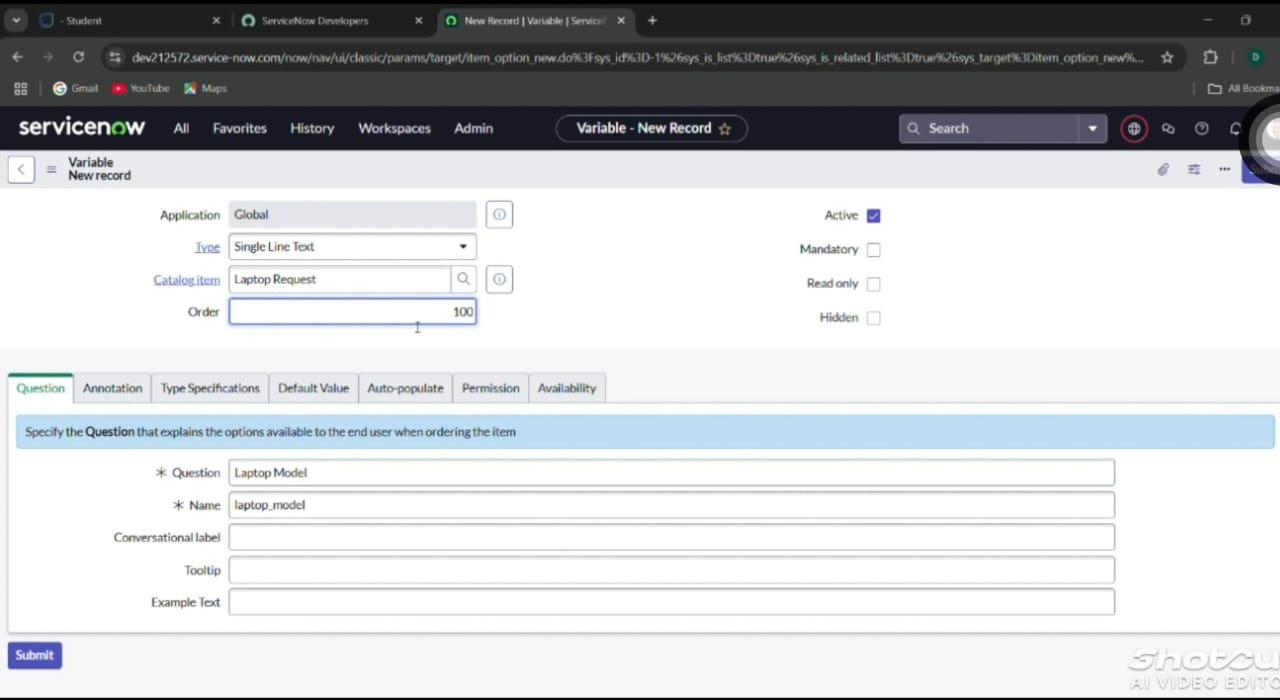 - Student
ServiceNow Developers
New Record | Variable | Service
dev212572.service-now.com/now/nav/ui/classic/params/target/item_option_new.do%3Fsys_id%3D-1%26sys_is_list%3Dtrue%26sys_is_related_list%3Dtrue%26sys_target%3Ditem_option_new%...
D
Gmail
YouTube
Maps
All Bookma
servicenow
All
Favorites
History
Workspaces
Admin
Variable - New Record
Search
Variable
New record
Application
Global
Active
Type
Single Line Text
Mandatory
Catalog item
Laptop Request
Read only
Order
100
Hidden
Question
Annotation
Type Specifications
Default Value
Auto-populate
Permission
Availability
Specify the Question that explains the options available to the end user when ordering the item
* Question
Laptop Model
* Name
laptop_model
Conversational label
Tooltip
Example Text
Submit
ShotCu
AI VIDEO EDITO